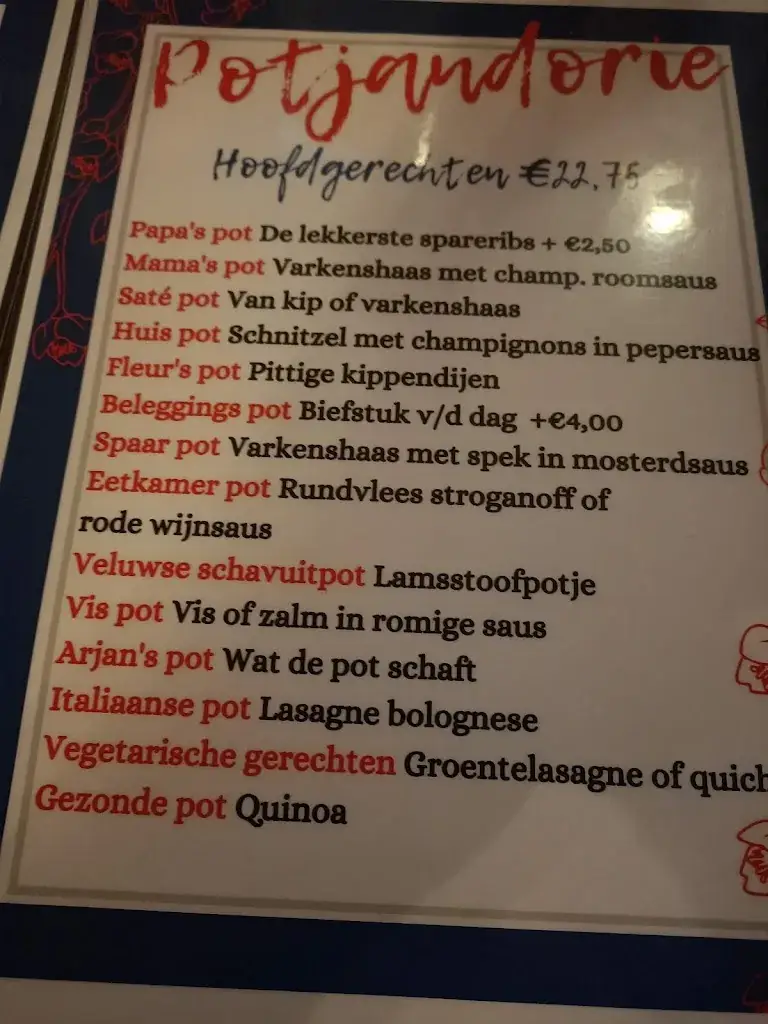 Potjandorie
Hoofdgerechten €22,75
Papa's pot De lekkerste spareribs + €2,50
Mama's pot Varkenshaas met champ. roomsaus
Saté pot Van kip of varkenshaas
Huis pot Schnitzel met champignons in pepersaus
Fleur's pot Pittige kippendijen
Beleggings pot Biefstuk v/d dag +€4,00
Spaar pot Varkenshaas met spek in mosterdsaus
Eetkamer pot Rundvlees stroganoff of
rode wijnsaus
Veluwse schavuitpot Lamsstoofpotje
Vis pot Vis of zalm in romige saus
Arjan's pot Wat de pot schaft
Italiaanse pot Lasagne bolognese
Vegetarische gerechten Groentelasagne of quich
Gezonde pot Quinoa